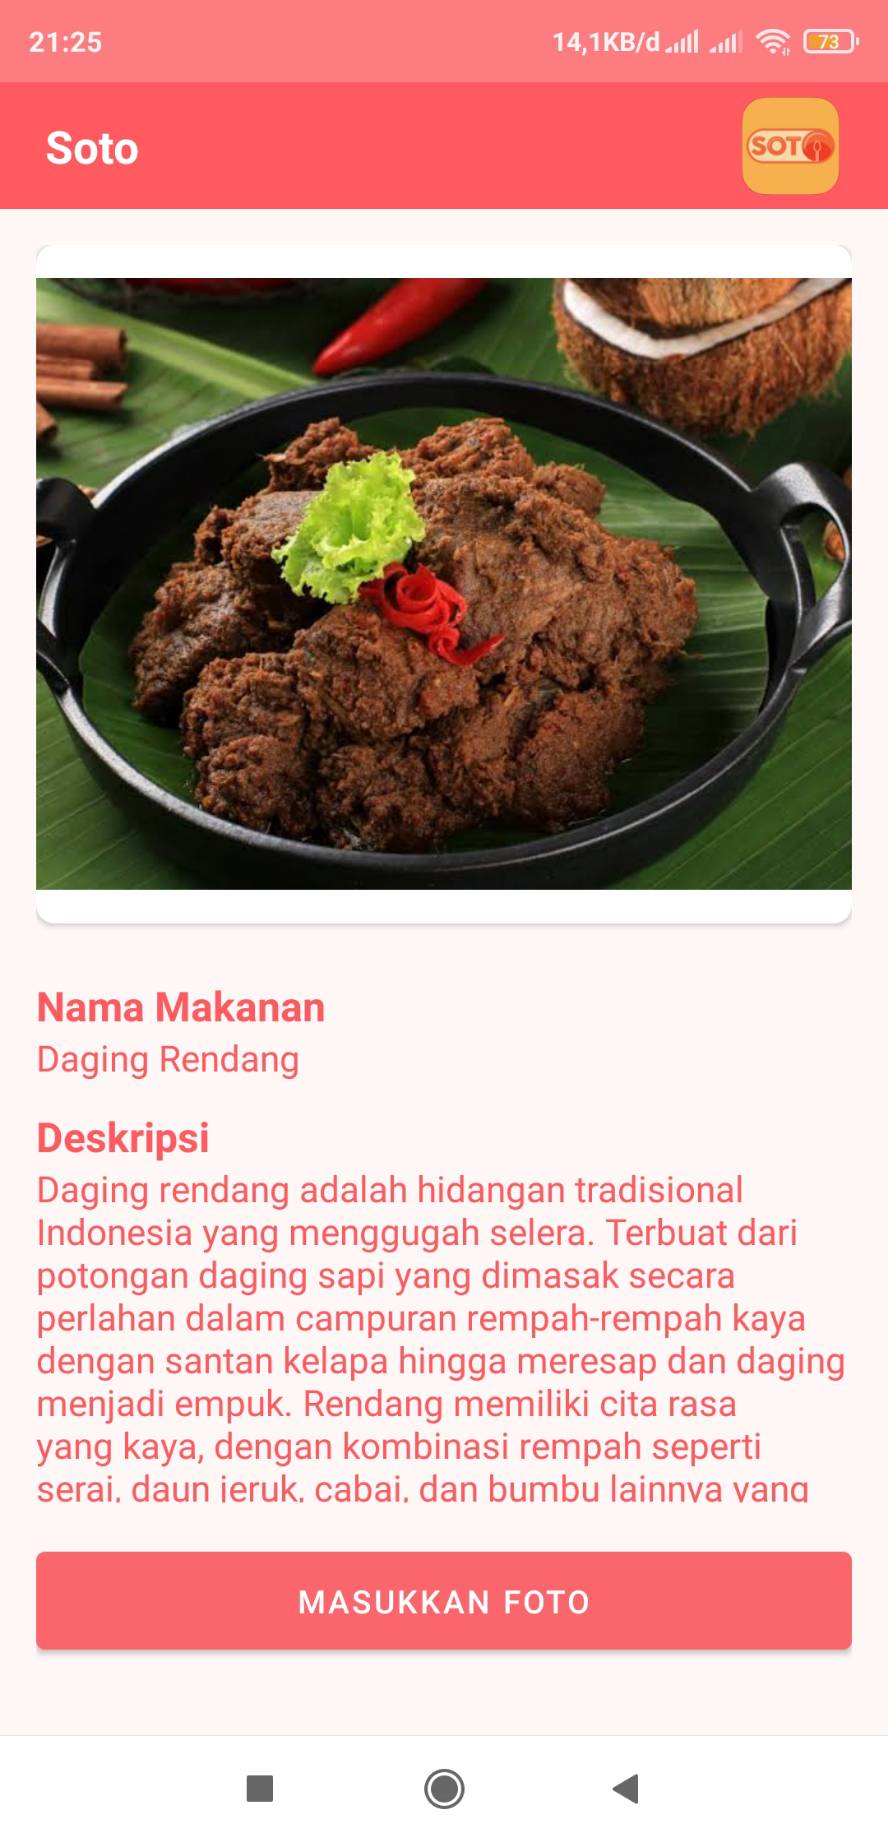 21:25
14,1KB/d
73
Soto
SOTO
Nama Makanan
Daging Rendang
Deskripsi
Daging rendang adalah hidangan tradisional
Indonesia yang menggugah selera. Terbuat dari
potongan daging sapi yang dimasak secara
perlahan dalam campuran rempah-rempah kaya
dengan santan kelapa hingga meresap dan daging
menjadi empuk. Rendang memiliki cita rasa
yang kaya, dengan kombinasi rempah seperti
serai, daun jeruk, cabai, dan bumbu lainnya yang
MASUKKAN FOTO